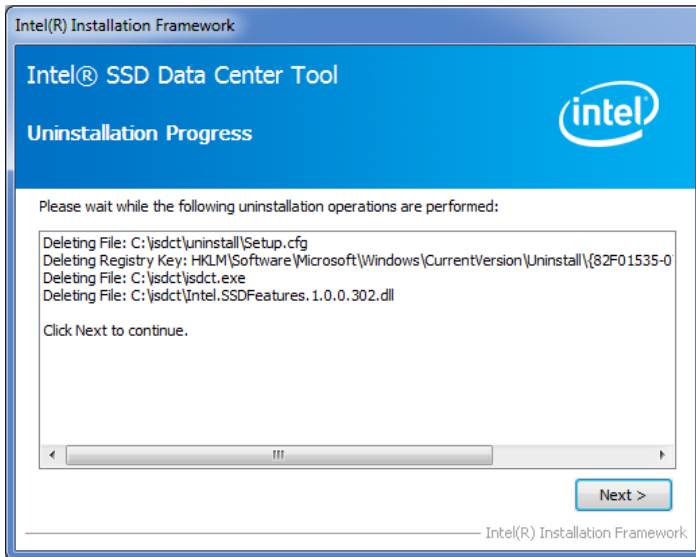 Intel(R) Installation Framework
Intel® SSD Data Center Tool
intel
Uninstallation Progress
Please wait while the following uninstallation operations are performed:
Deleting File: C:\isdct\uninstall\Setup.cfg
Deleting Registry Key: HKLM\Software\Microsoft\Windows\CurrentVersion\Uninstall\{82F01535-0
Deleting File: C:\isdct\isdct.exe
Deleting File: C:\isdct\Intel.SSDFeatures.1.0.0.302.dll
Click Next to continue.
Next >
Intel(R) Installation Framework